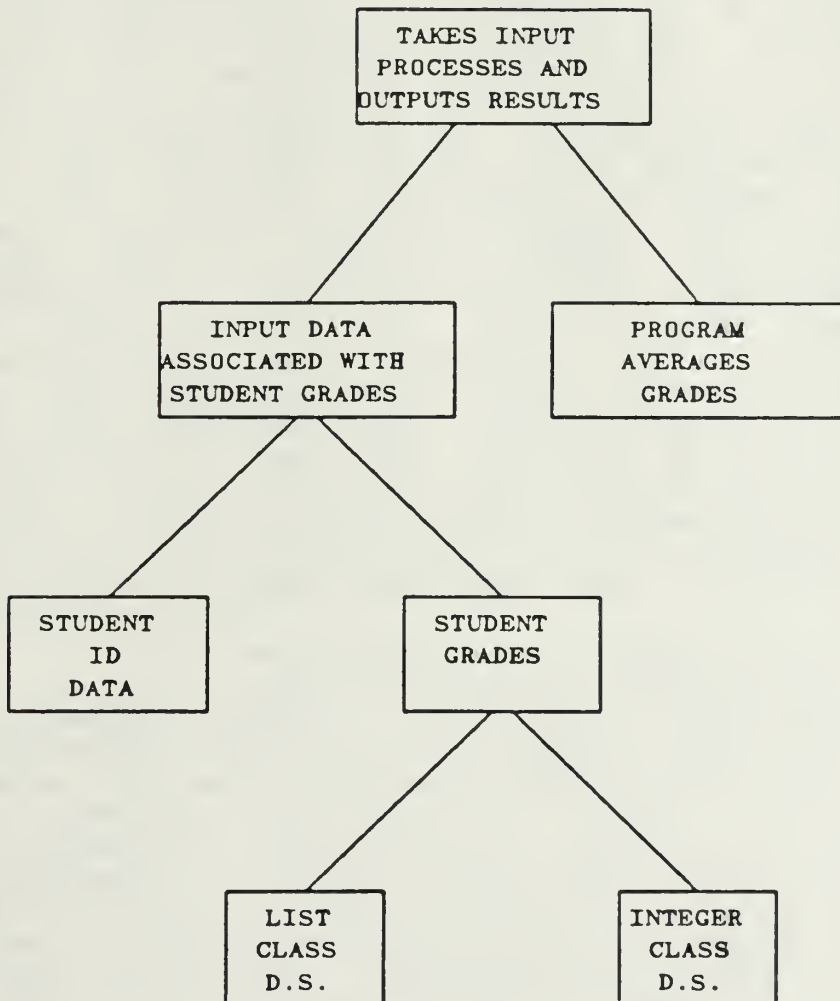 TAKES INPUT
PROCESSES AND
OUTPUTS RESULTS
INPUT DATA
ASSOCIATED WITH
STUDENT GRADES
PROGRAM
AVERAGES
GRADES
STUDENT
ID
DATA
STUDENT
GRADES
LIST
CLASS
D.S.
INTEGER
CLASS
D.S.